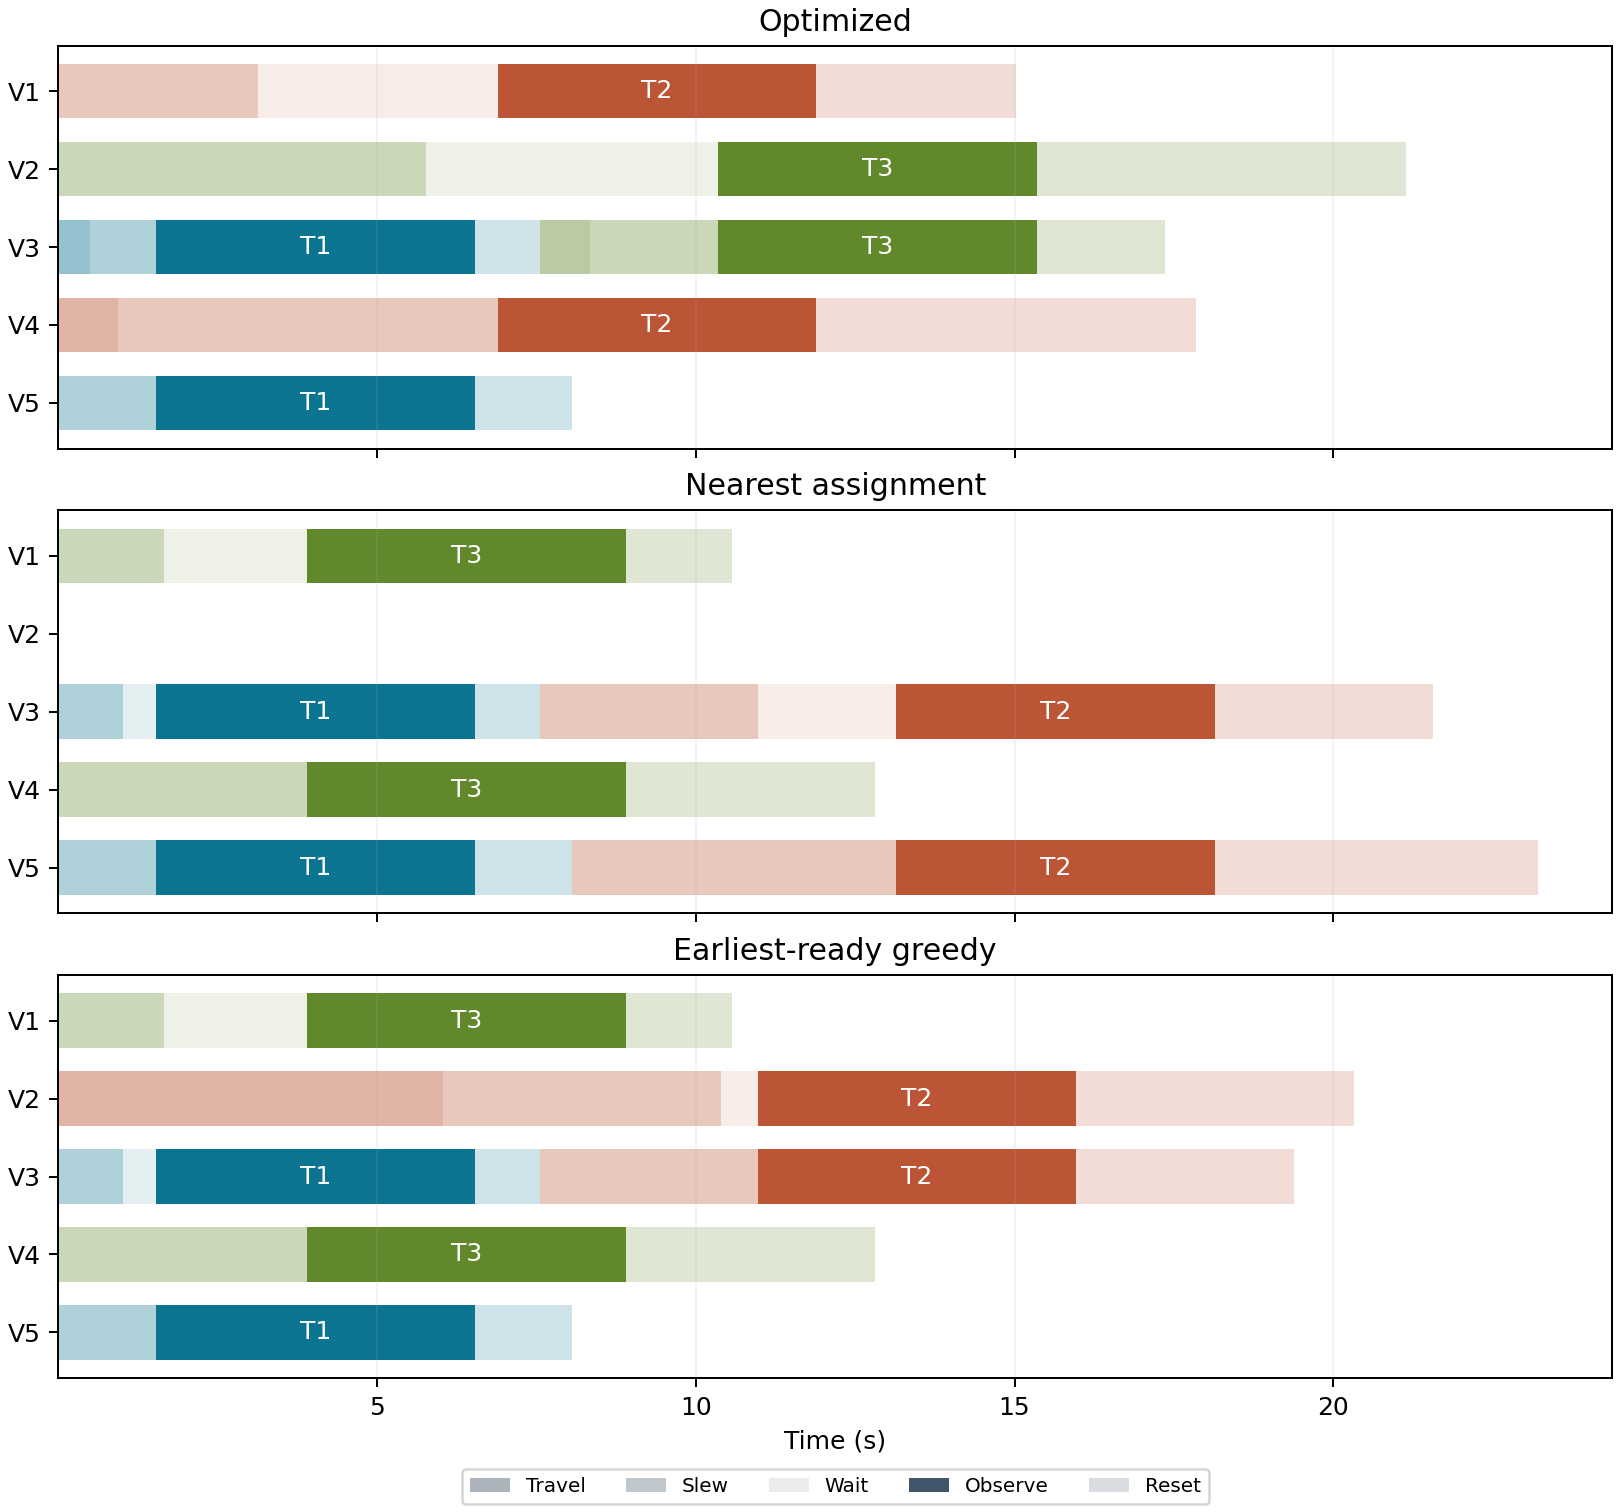 Optimized
V1
T2
V2
T3
V3
T1
T3
V4
T2
V5
T1
Nearest assignment
V1
T3
V2
V3
T1
T2
V4
T3
V5
T1
T2
Earliest-ready greedy
V1
T3
V2
T2
V3
T1
T2
V4
T3
V5
T1
5 10 15 20
Time (s)
Travel Slew Wait Observe Reset